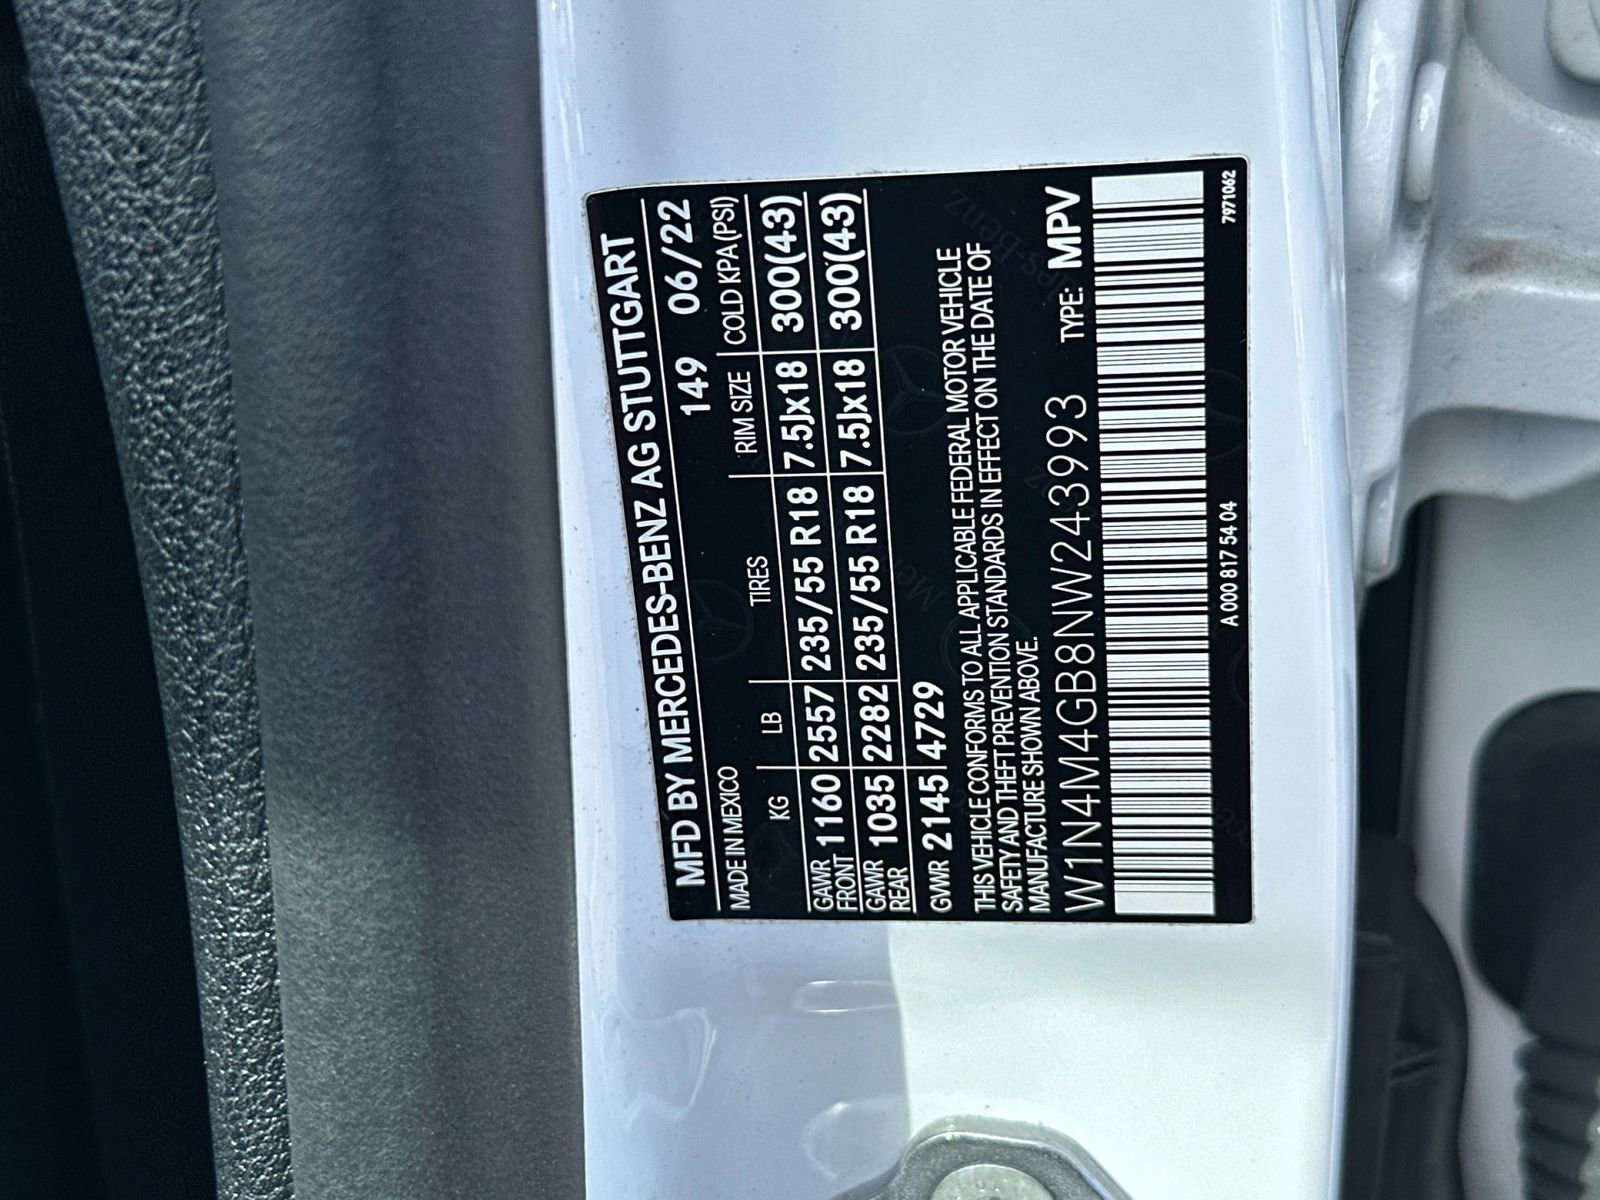 MFD BY MERCEDES-BENZ AG STUTTGART
MADE IN MEXICO 149 06/22
KG LB TIRES RIM SIZE COLD KPA (PSI)
GAWR FRONT 1160 2557 235/55 R18 7.5Jx18 300(43)
GAWR REAR 1035 2282 235/55 R18 7.5Jx18 300(43)
GVWR 2145 4729
THIS VEHICLE CONFORMS TO ALL APPLICABLE FEDERAL MOTOR VEHICLE
SAFETY AND THEFT PREVENTION STANDARDS IN EFFECT ON THE DATE OF
MANUFACTURE SHOWN ABOVE.
W1N4M4GB8NW243993 TYPE: MPV
A 000 817 54 04 7971062